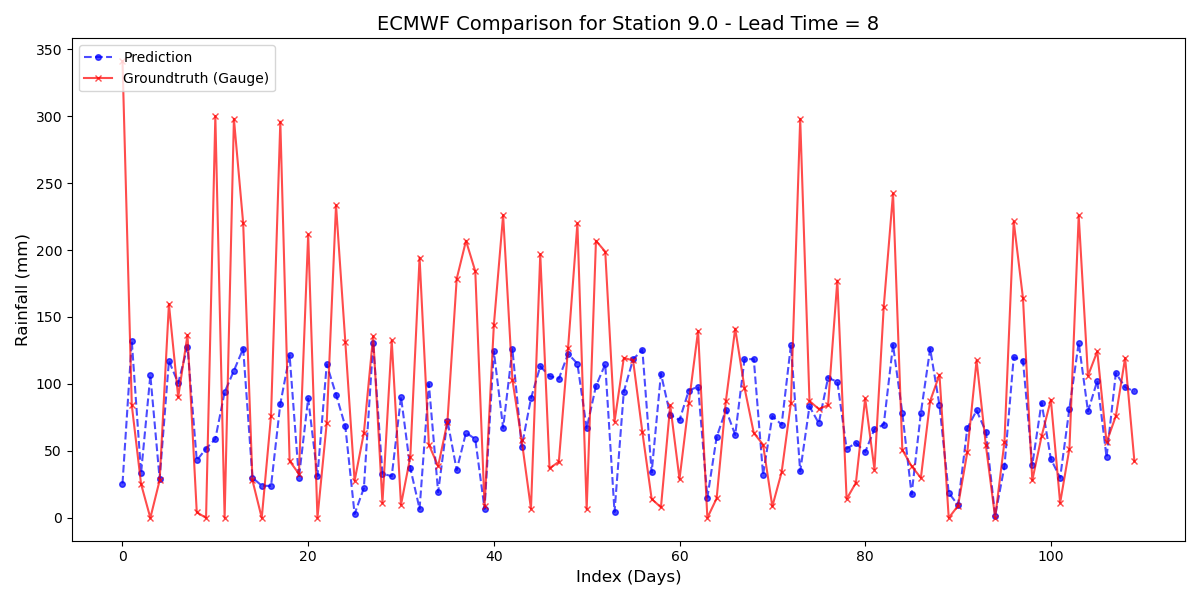 ECMWF Comparison for Station 9.0 - Lead Time = 8
Prediction
Groundtruth (Gauge)
Rainfall (mm)
350
300
250
200
150
100
50
0
0 20 40 60 80 100
Index (Days)